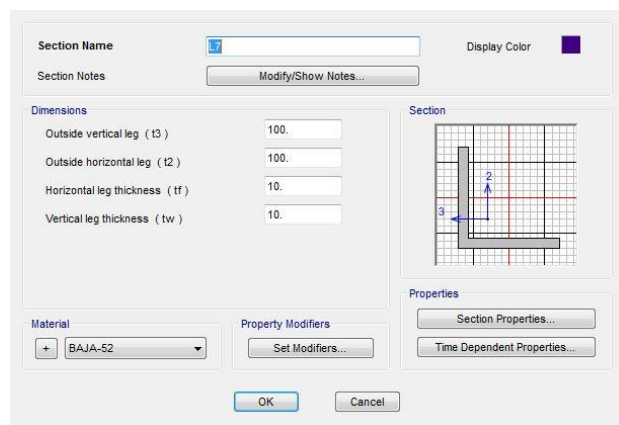 Section Name L7 Display Color
Section Notes Modify/Show Notes...
Dimensions
Outside vertical leg ( t3 ) 100.
Outside horizontal leg ( t2 ) 100.
Horizontal leg thickness ( tf ) 10.
Vertical leg thickness ( tw ) 10.
Section
2
3
Properties
Section Properties...
Time Dependent Properties...
Material
+ BAJA-52
Property Modifiers
Set Modifiers...
OK Cancel